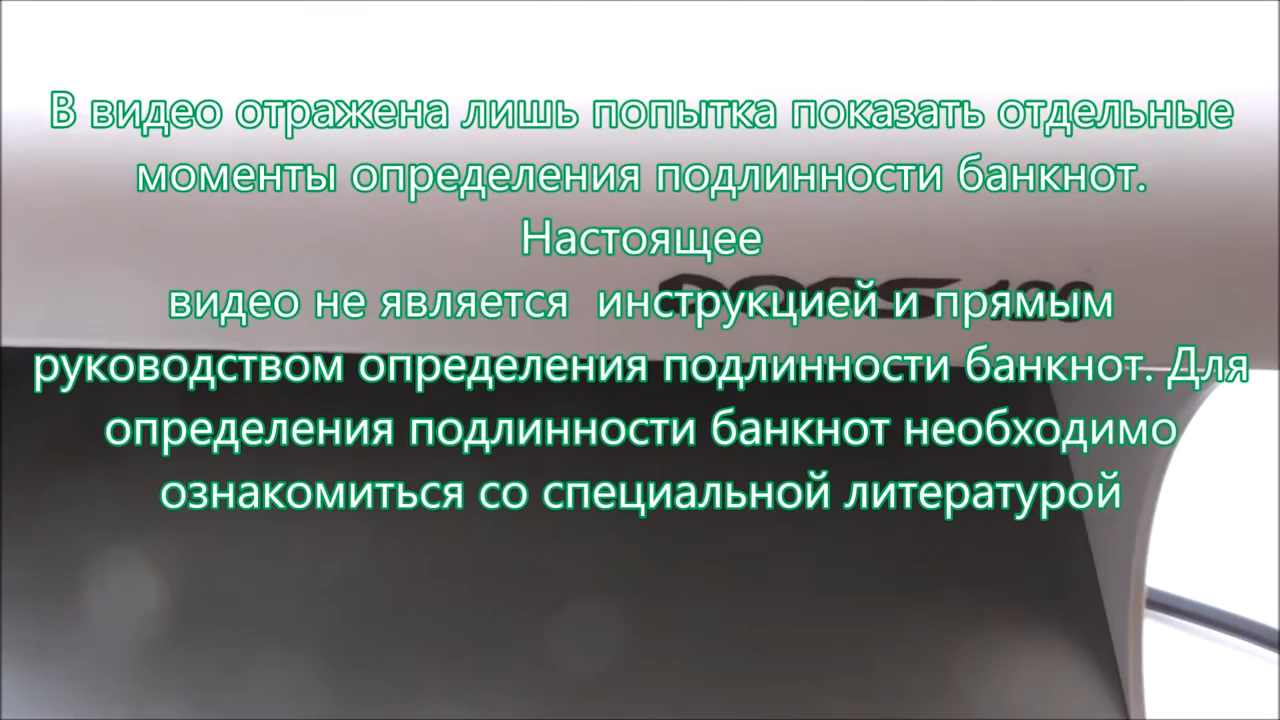 В видео отражена лишь попытка показать отдельные
моменты определения подлинности банкнот.
Настоящее
видео не является  инструкцией и прямым
руководством определения подлинности банкнот. Для
определения подлинности банкнот необходимо
ознакомиться со специальной литературой